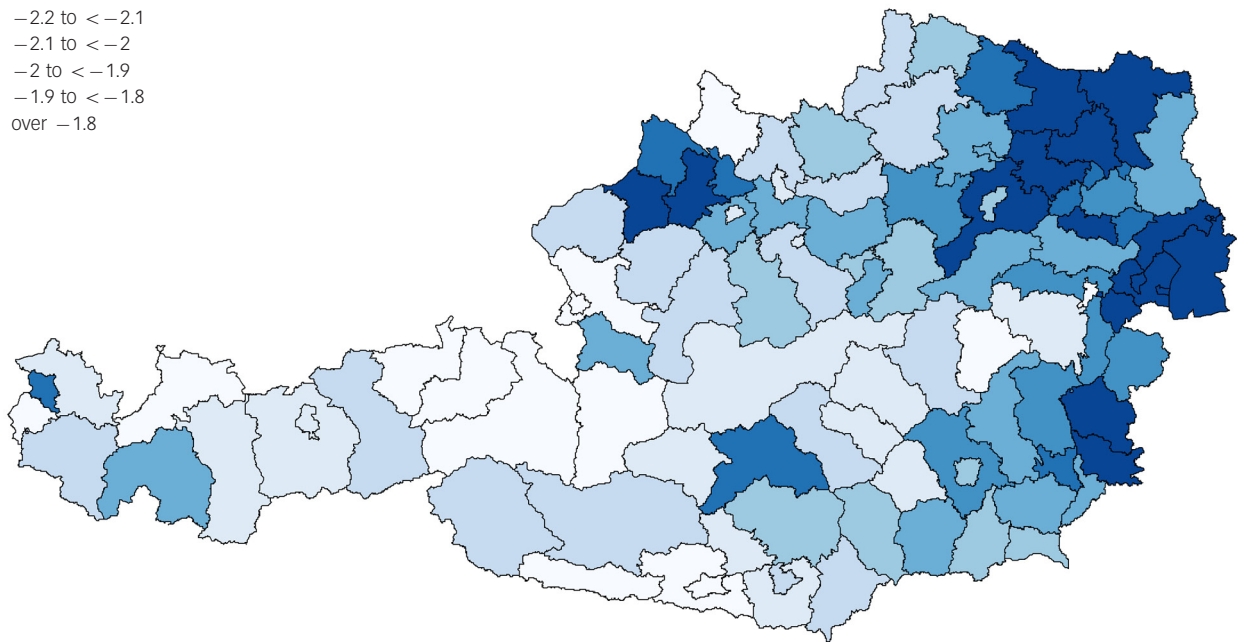 −2.2 to <−2.1
−2.1 to <−2
−2 to <−1.9
−1.9 to <−1.8
over −1.8